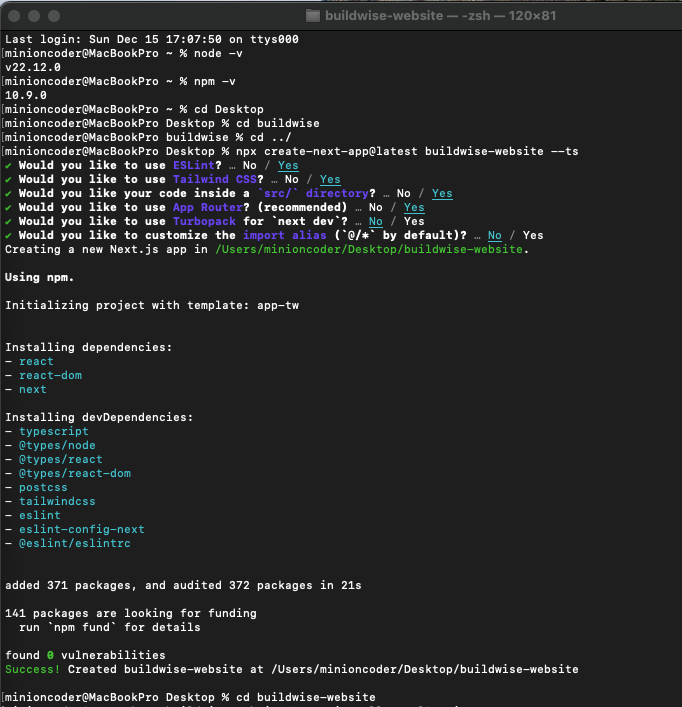 buildwise-website — -zsh — 120×81
Last login: Sun Dec 15 17:07:50 on ttys000
[minioncoder@MacBookPro ~ % node -v
v22.12.0
[minioncoder@MacBookPro ~ % npm -v
10.9.0
[minioncoder@MacBookPro ~ % cd Desktop
[minioncoder@MacBookPro Desktop % cd buildwise
[minioncoder@MacBookPro buildwise % cd ../
[minioncoder@MacBookPro Desktop % npx create-next-app@latest buildwise-website --ts
✔ Would you like to use ESLint? … No / Yes
✔ Would you like to use Tailwind CSS? … No / Yes
✔ Would you like your code inside a `src/` directory? … No / Yes
✔ Would you like to use App Router? (recommended) … No / Yes
✔ Would you like to use Turbopack for `next dev`? … No / Yes
✔ Would you like to customize the import alias (`@/*` by default)? … No / Yes
Creating a new Next.js app in /Users/minioncoder/Desktop/buildwise-website.
Using npm.
Initializing project with template: app-tw
Installing dependencies:
- react
- react-dom
- next
Installing devDependencies:
- typescript
- @types/node
- @types/react
- @types/react-dom
- postcss
- tailwindcss
- eslint
- eslint-config-next
- @eslint/eslintrc
added 371 packages, and audited 372 packages in 21s
141 packages are looking for funding
run `npm fund` for details
found 0 vulnerabilities
Success! Created buildwise-website at /Users/minioncoder/Desktop/buildwise-website
[minioncoder@MacBookPro Desktop % cd buildwise-website